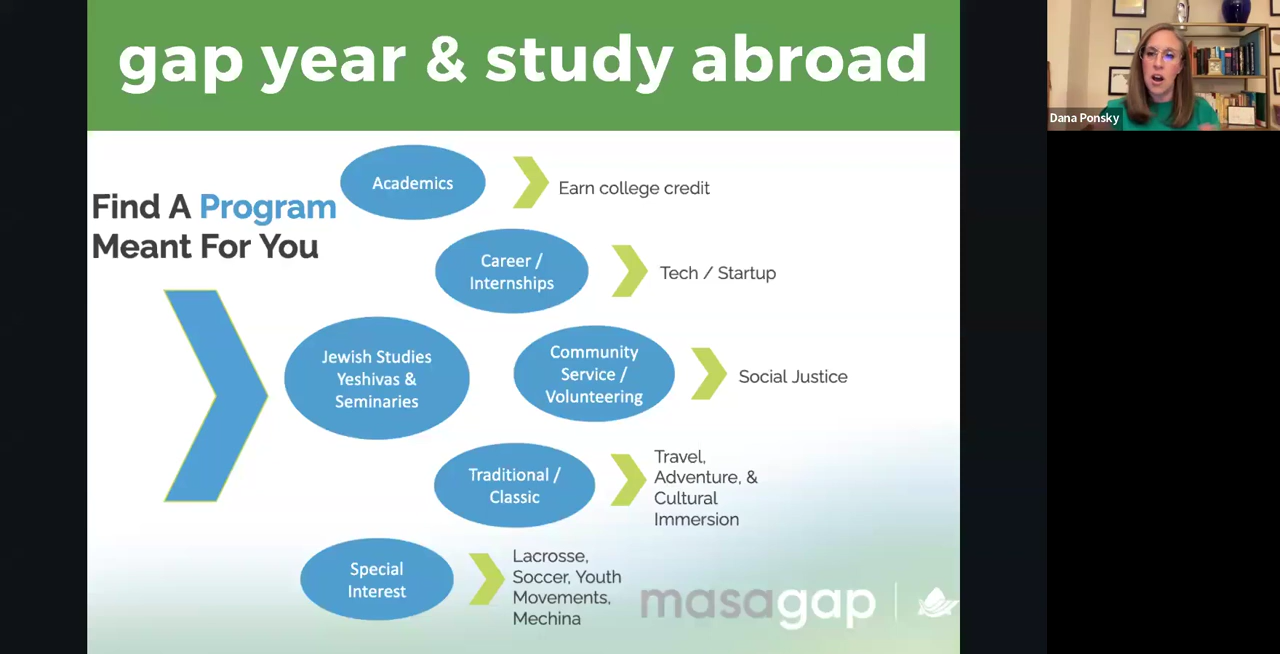 gap year & study abroad
Dana Ponsky
Find A Program
Meant For You
Academics
Earn college credit
Career /
Internships
Tech / Startup
Jewish Studies
Yeshivas &
Seminaries
Community
Service /
Volunteering
Social Justice
Traditional /
Classic
Travel,
Adventure, &
Cultural
Immersion
Special
Interest
Lacrosse,
Soccer, Youth
Movements,
Mechina
masagap